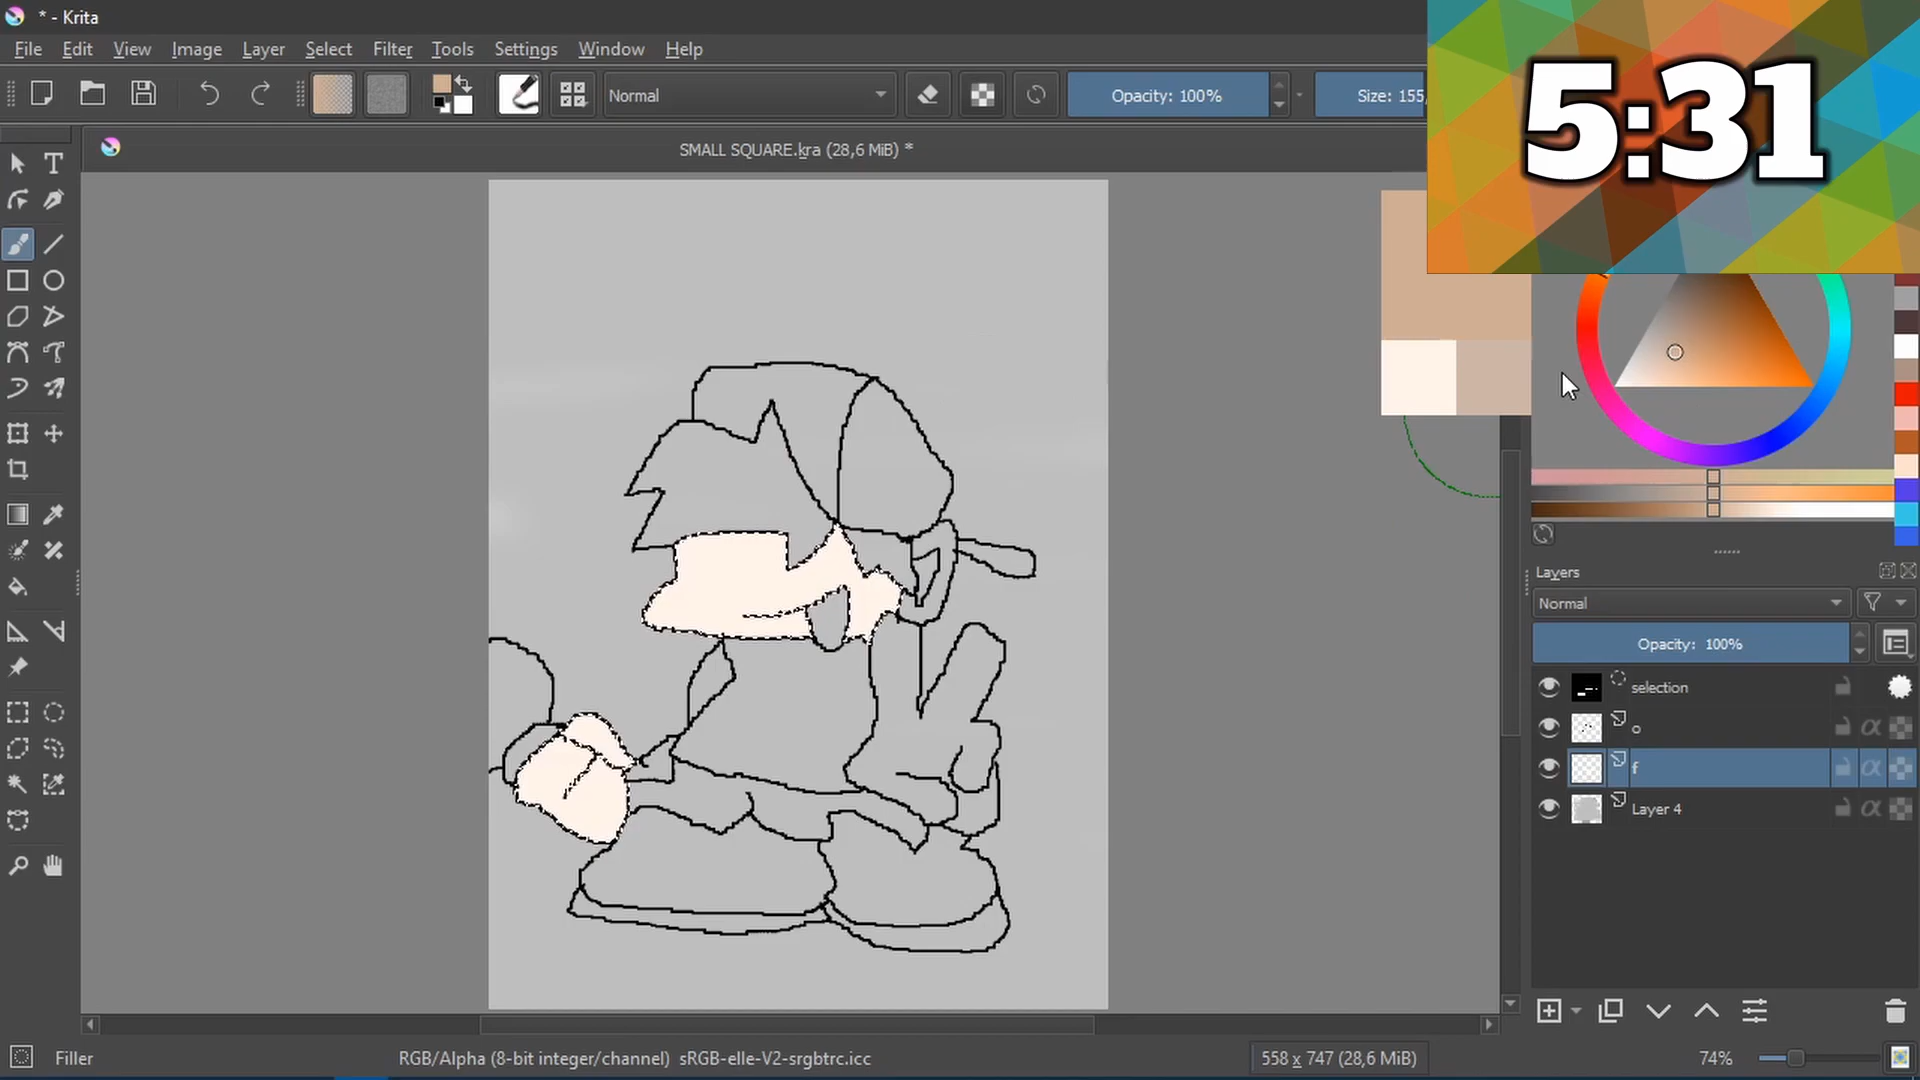 * - Krita
File Edit View Image Layer Select Filter Tools Settings Window Help
5:31
Normal
Opacity: 100%
Size: 155,
SMALL SQUARE.kra (28,6 MiB) *
Layers
Normal
Opacity: 100%
selection
o
f
Layer 4
Filler
RGB/Alpha (8-bit integer/channel) sRGB-elle-V2-srgbtrc.icc
558 x 747 (28,6 MiB)
74%